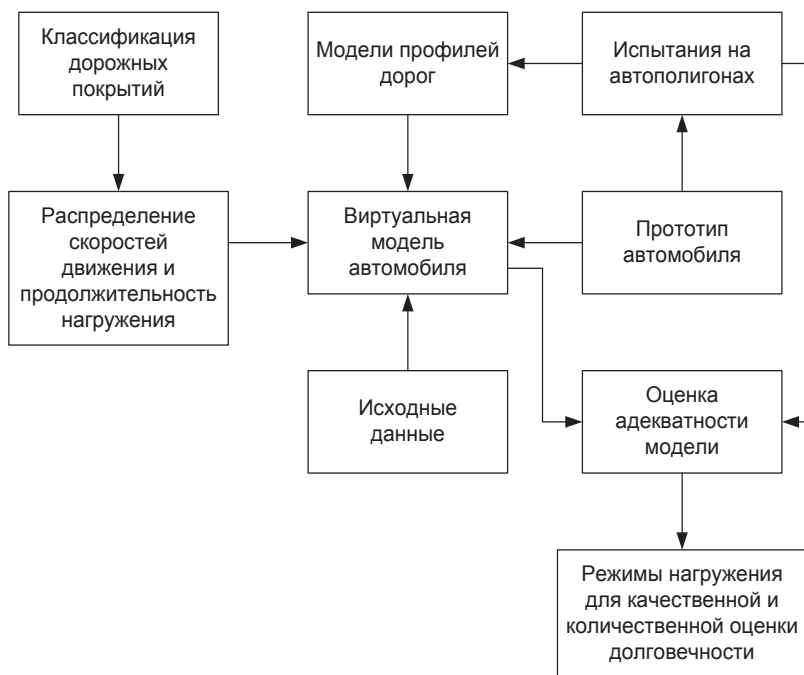 Классификация
дорожных
покрытий
Модели профилей
дорог
Испытания на
автополигонах
Распределение
скоростей
движения и
продолжительность
нагружения
Виртуальная
модель
автомобиля
Прототип
автомобиля
Исходные
данные
Оценка
адекватности
модели
Режимы нагружения
для качественной и
количественной оценки
долговечности